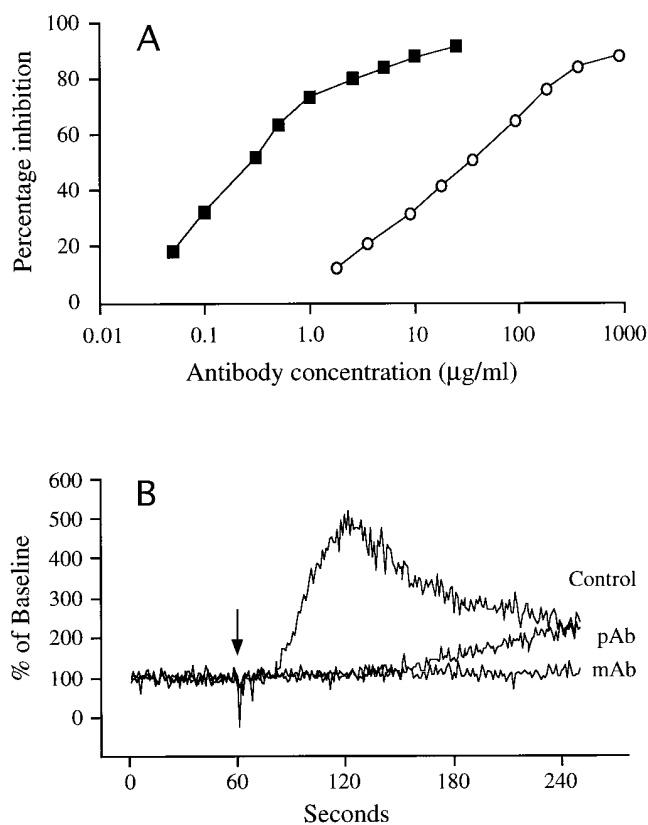 A
Percentage inhibition
100
80
60
40
20
0
0.01 0.1 1.0 10 100 1000
Antibody concentration (μg/ml)
B
% of Baseline
600
500
400
300
200
100
0
Control
pAb
mAb
0 60 120 180 240
Seconds